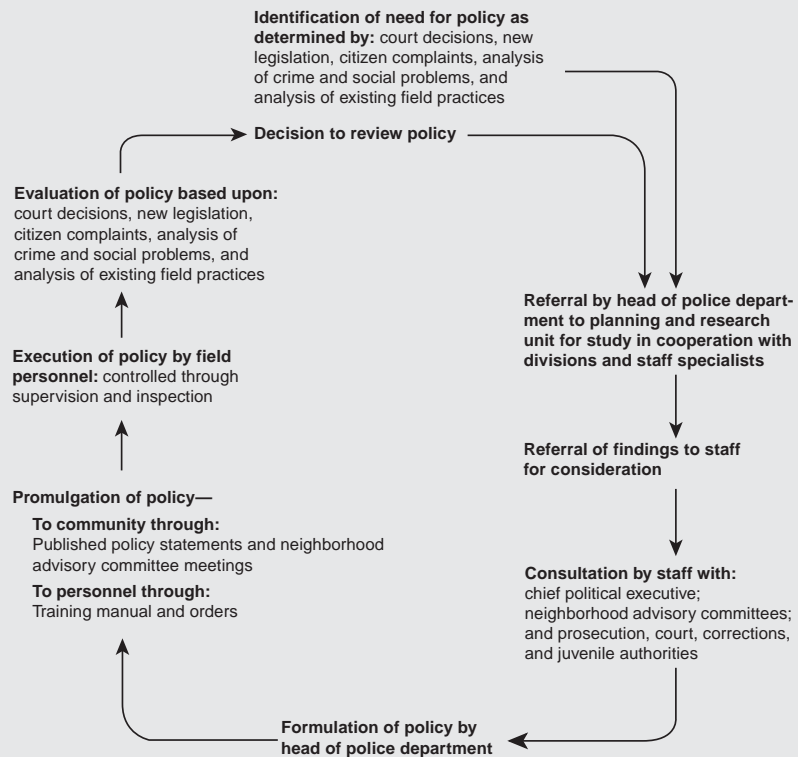 Identification of need for policy as
determined by: court decisions, new
legislation, citizen complaints, analysis
of crime and social problems, and
analysis of existing field practices
Decision to review policy
Referral by head of police depart-
ment to planning and research
unit for study in cooperation with
divisions and staff specialists
Referral of findings to staff
for consideration
Consultation by staff with:
chief political executive;
neighborhood advisory committees;
and prosecution, court, corrections,
and juvenile authorities
Formulation of policy by
head of police department
Promulgation of policy—
To community through:
Published policy statements and neighborhood
advisory committee meetings
To personnel through:
Training manual and orders
Execution of policy by field
personnel: controlled through
supervision and inspection
Evaluation of policy based upon:
court decisions, new legislation,
citizen complaints, analysis of
crime and social problems, and
analysis of existing field practices